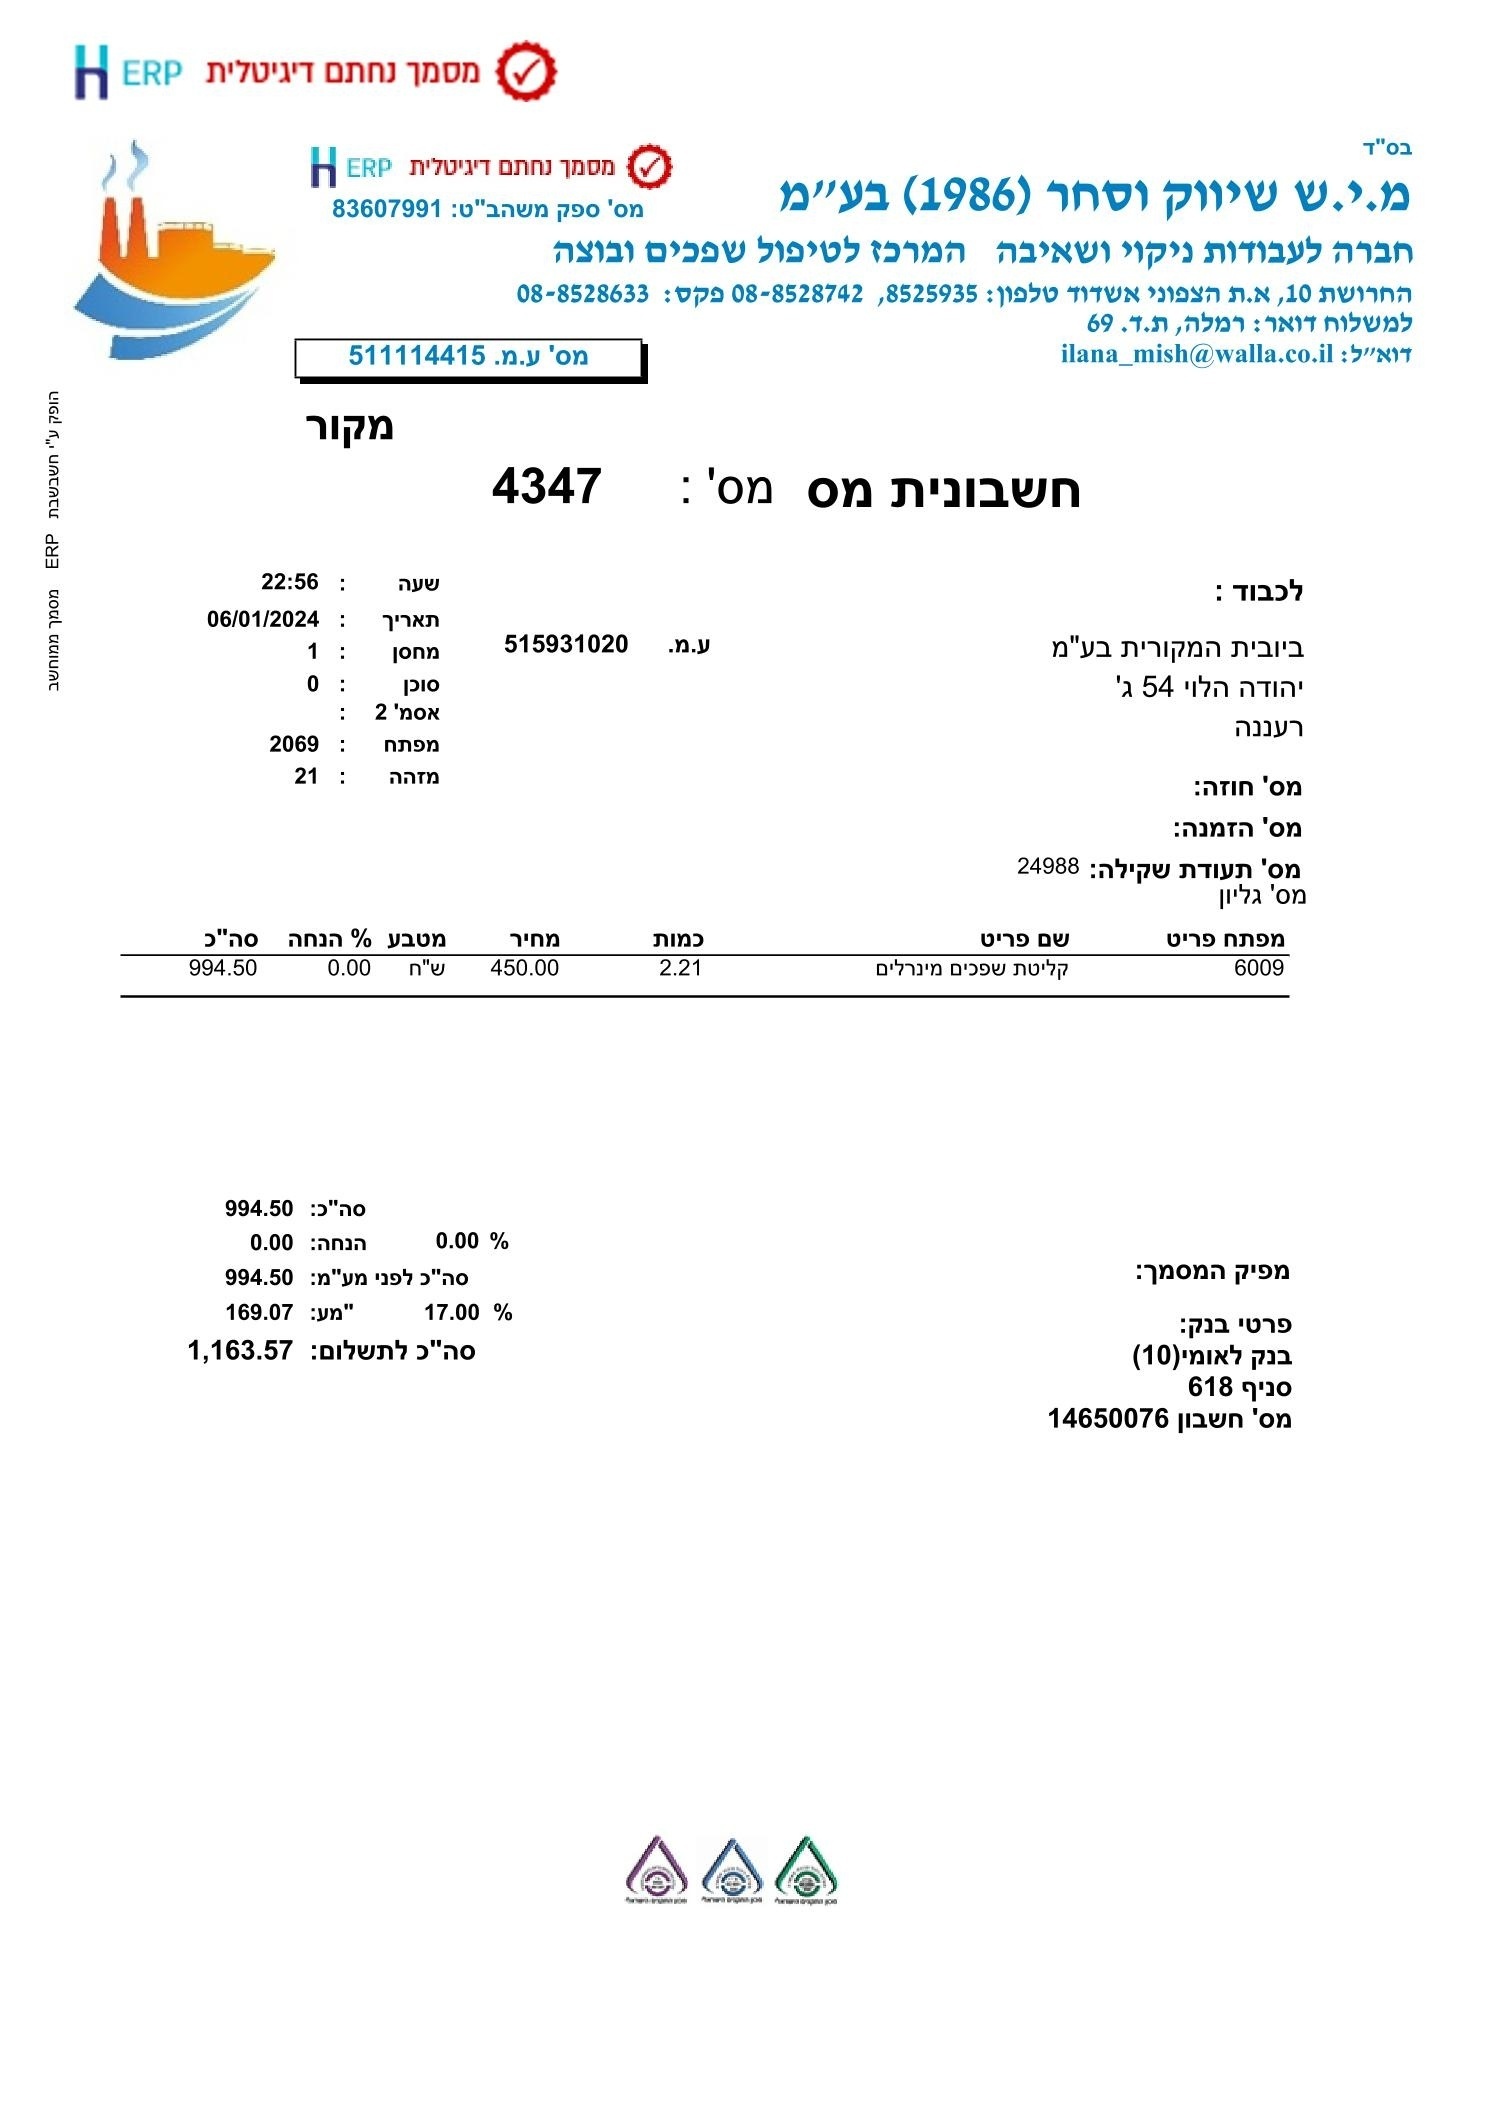 ERP מסמך נחתם דיגיטלית
בס"ד
ERP מסמך נחתם דיגיטלית
מ.י.ש שיווק וסחר (1986) בע״מ
מס' ספק משהב"ט: 83607991
חברה לעבודות ניקוי ושאיבה המרכז לטיפול שפכים ובוצה
החרושת 10, א.ת הצפוני אשדוד טלפון: 8525935, 08-8528742 פקס: 08-8528633
למשלוח דואר: רמלה, ת.ד. 69
דוא״ל: ilana_mish@walla.co.il
מס' ע.מ. 511114415
הופק ע"י חשבשבת ERP מסמך ממוחשב
מקור
חשבונית מס מס' : 4347
לכבוד :
ביובית המקורית בע"מ
יהודה הלוי 54 ג'
רעננה
ע.מ. 515931020
שעה : 22:56
תאריך : 06/01/2024
מחסן : 1
סוכן : 0
אסמ' 2 :
מפתח : 2069
מזהה : 21
מס' חוזה:
מס' הזמנה:
מס' תעודת שקילה: 24988
מס' גליון
מפתח פריט שם פריט כמות מחיר מטבע % הנחה סה"כ
6009 קליטת שפכים מינרלים 2.21 450.00 ש"ח 0.00 994.50
סה"כ: 994.50
% 0.00 הנחה: 0.00
סה"כ לפני מע"מ: 994.50
% 17.00 "מע: 169.07
סה"כ לתשלום: 1,163.57
מפיק המסמך:
פרטי בנק:
בנק לאומי(10)
סניף 618
מס' חשבון 14650076